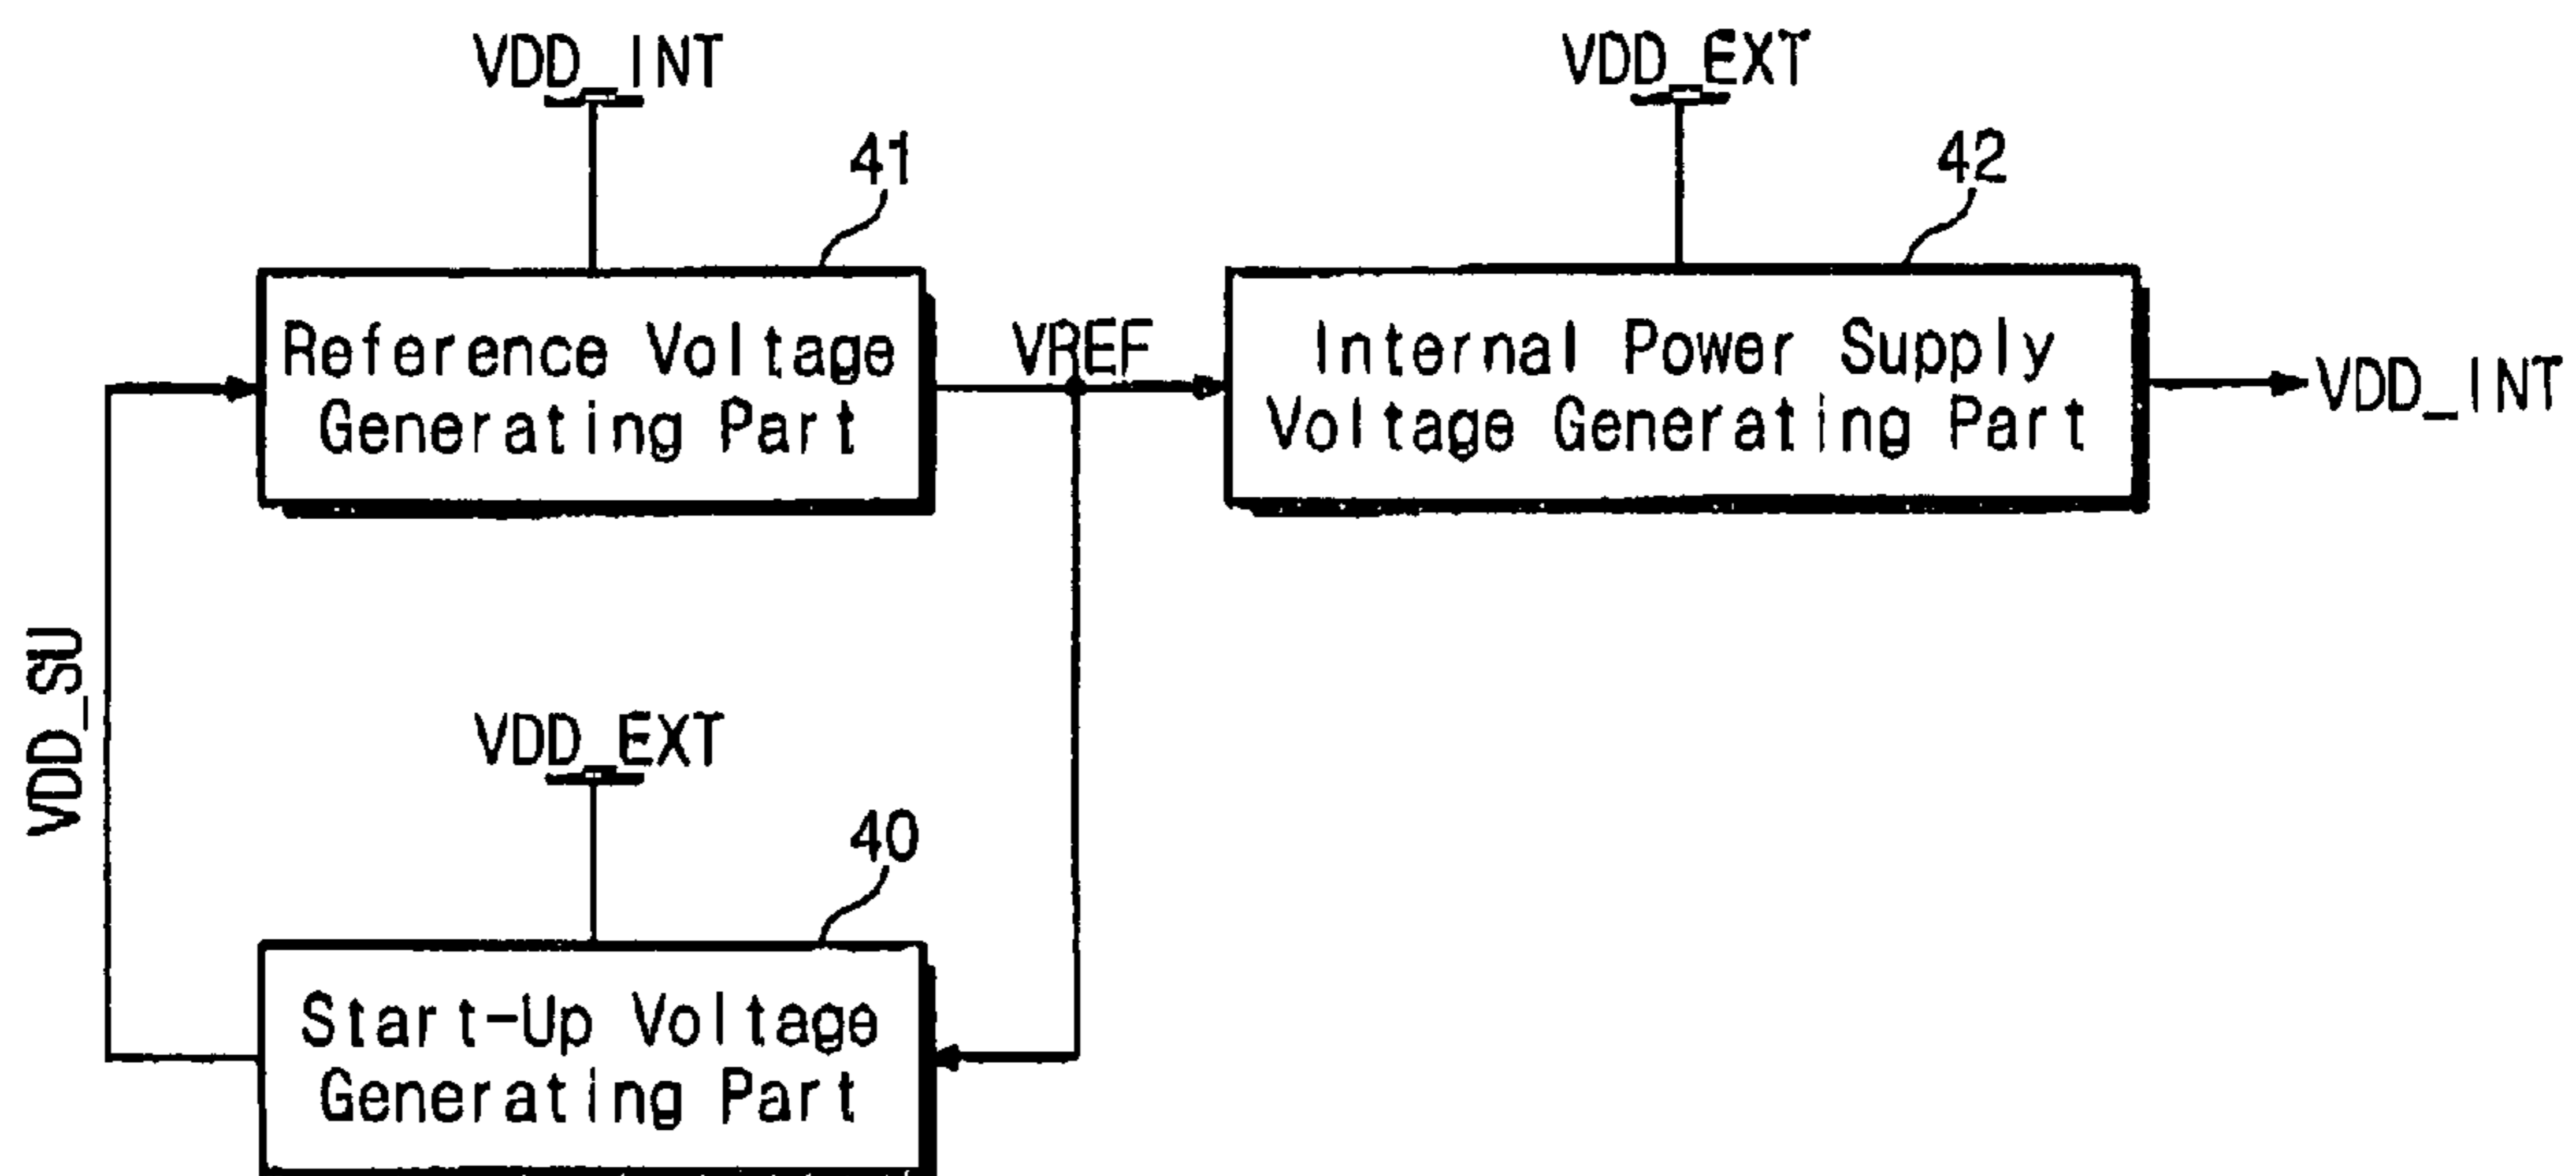 VDD_INT
VDD_EXT
41
42
Reference Voltage
Generating Part
VREF
Internal Power Supply
Voltage Generating Part
VDD_INT
VDD_SU
VDD_EXT
40
Start-Up Voltage
Generating Part